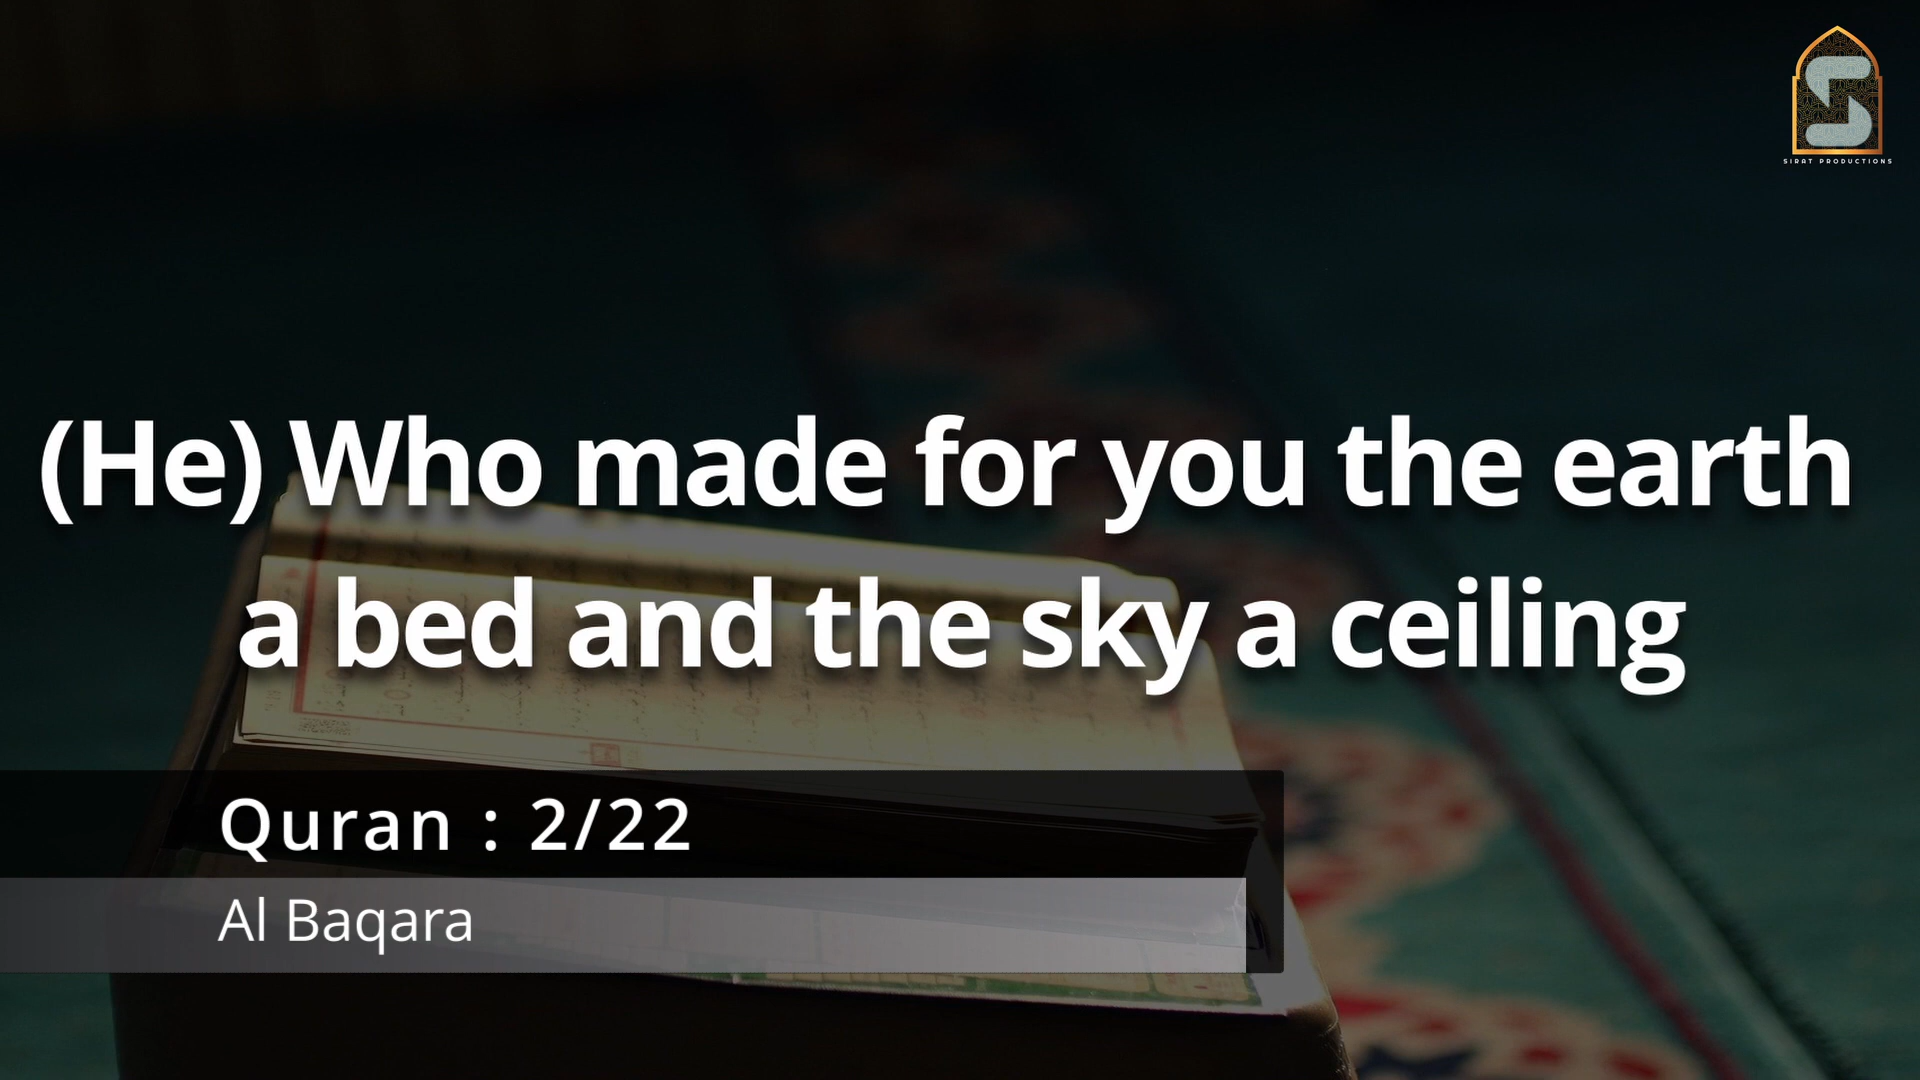 SIRAT PRODUCTIONS
(He) Who made for you the earth
a bed and the sky a ceiling
Quran : 2/22
Al Baqara